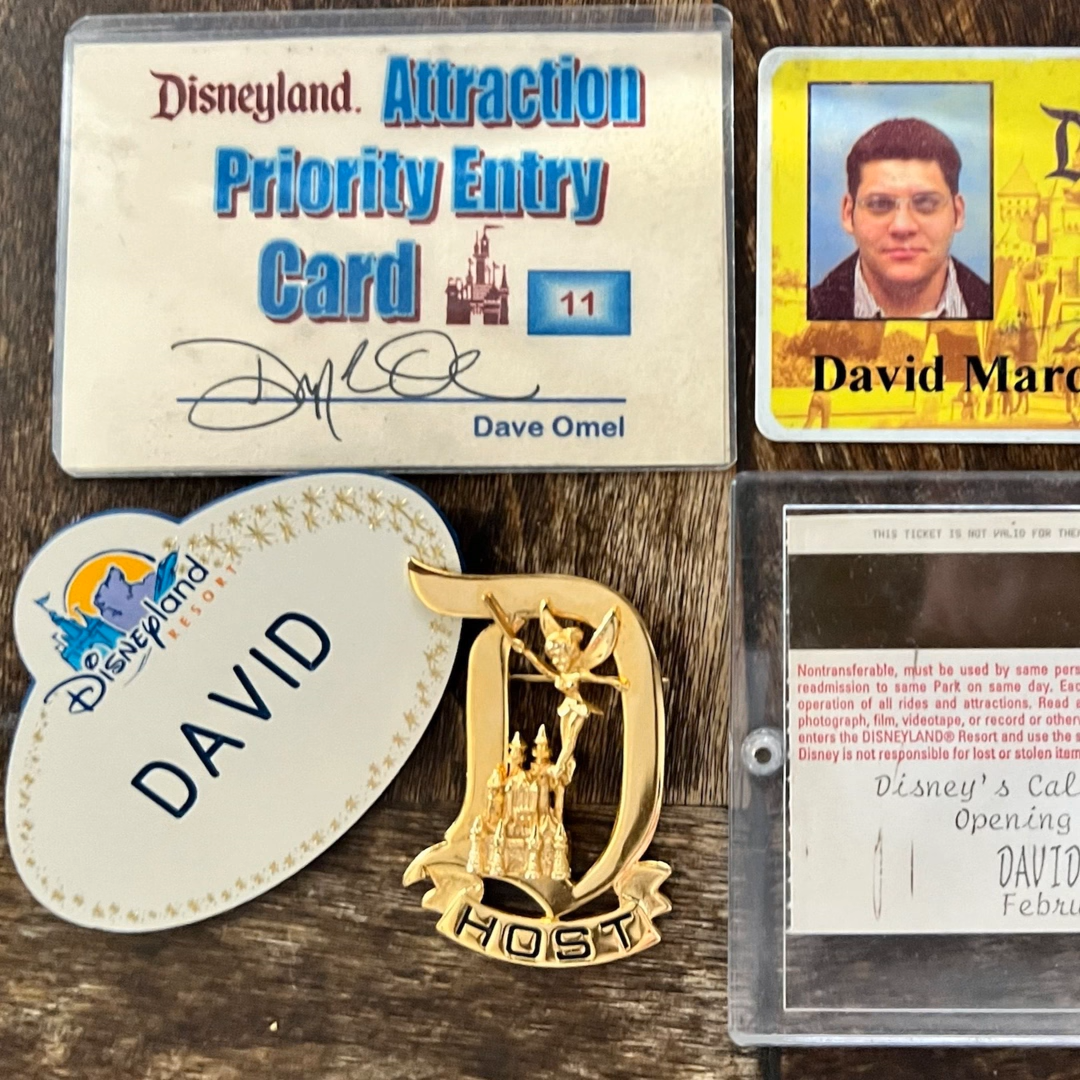 Disneyland. Attraction
Priority Entry
Card
11
Dave Omel
David Marc
Disneyland
RESORT
DAVID
HOST
THIS TICKET IS NOT VALID FOR THE
Nontransferable, must be used by same pers
readmission to same Park on same day. Eac
operation of all rides and attractions. Read a
photograph, film, videotape, or record or other
enters the DISNEYLAND® Resort and use the s
Disney is not responsible for lost or stolen item
Disney's Cal
Opening
DAVID
Febru